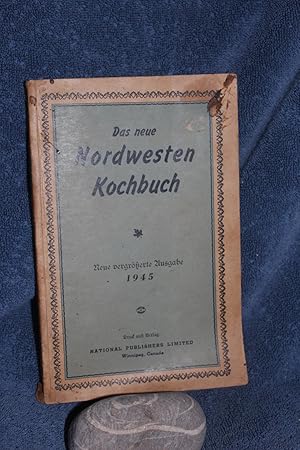 Das neue
Nordwesten
Kochbuch
Neue vergrößerte Ausgabe
1945
Druck und Verlag
NATIONAL PUBLISHERS LIMITED
Winnipeg, Canada